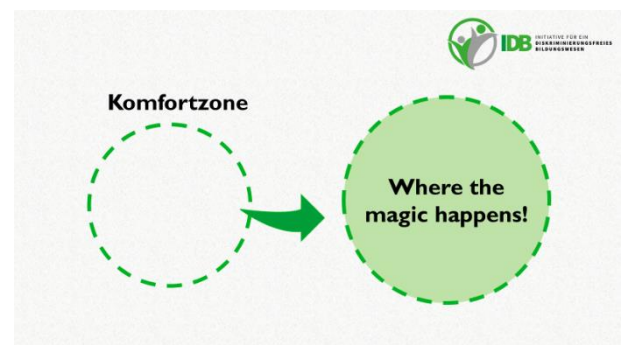 IDB
INITIATIVE FÜR EIN
DISKRIMINIERUNGSFREIES
BILDUNGSWESEN
Komfortzone
Where the
magic happens!